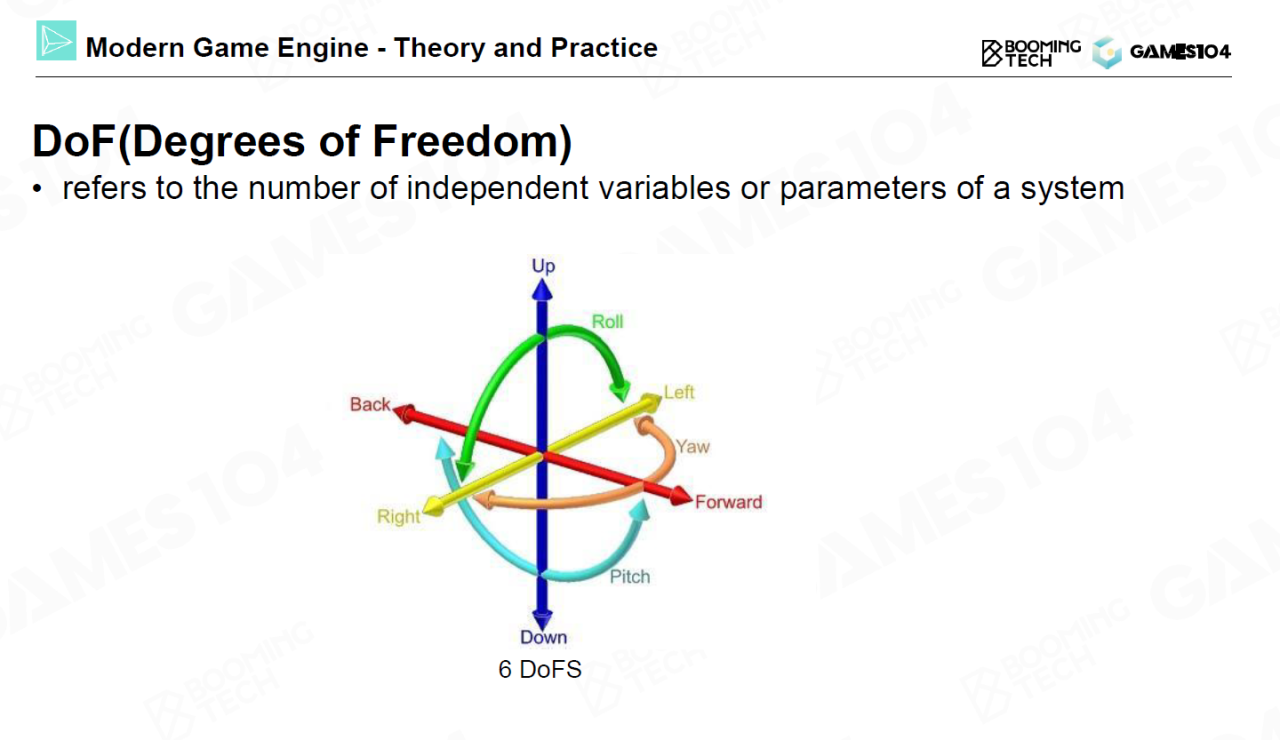 Modern Game Engine - Theory and Practice
BOOMING
TECH
GAMES104
DoF(Degrees of Freedom)
• refers to the number of independent variables or parameters of a system
Up
Roll
Left
Back
Yaw
Forward
Right
Pitch
Down
6 DoFS